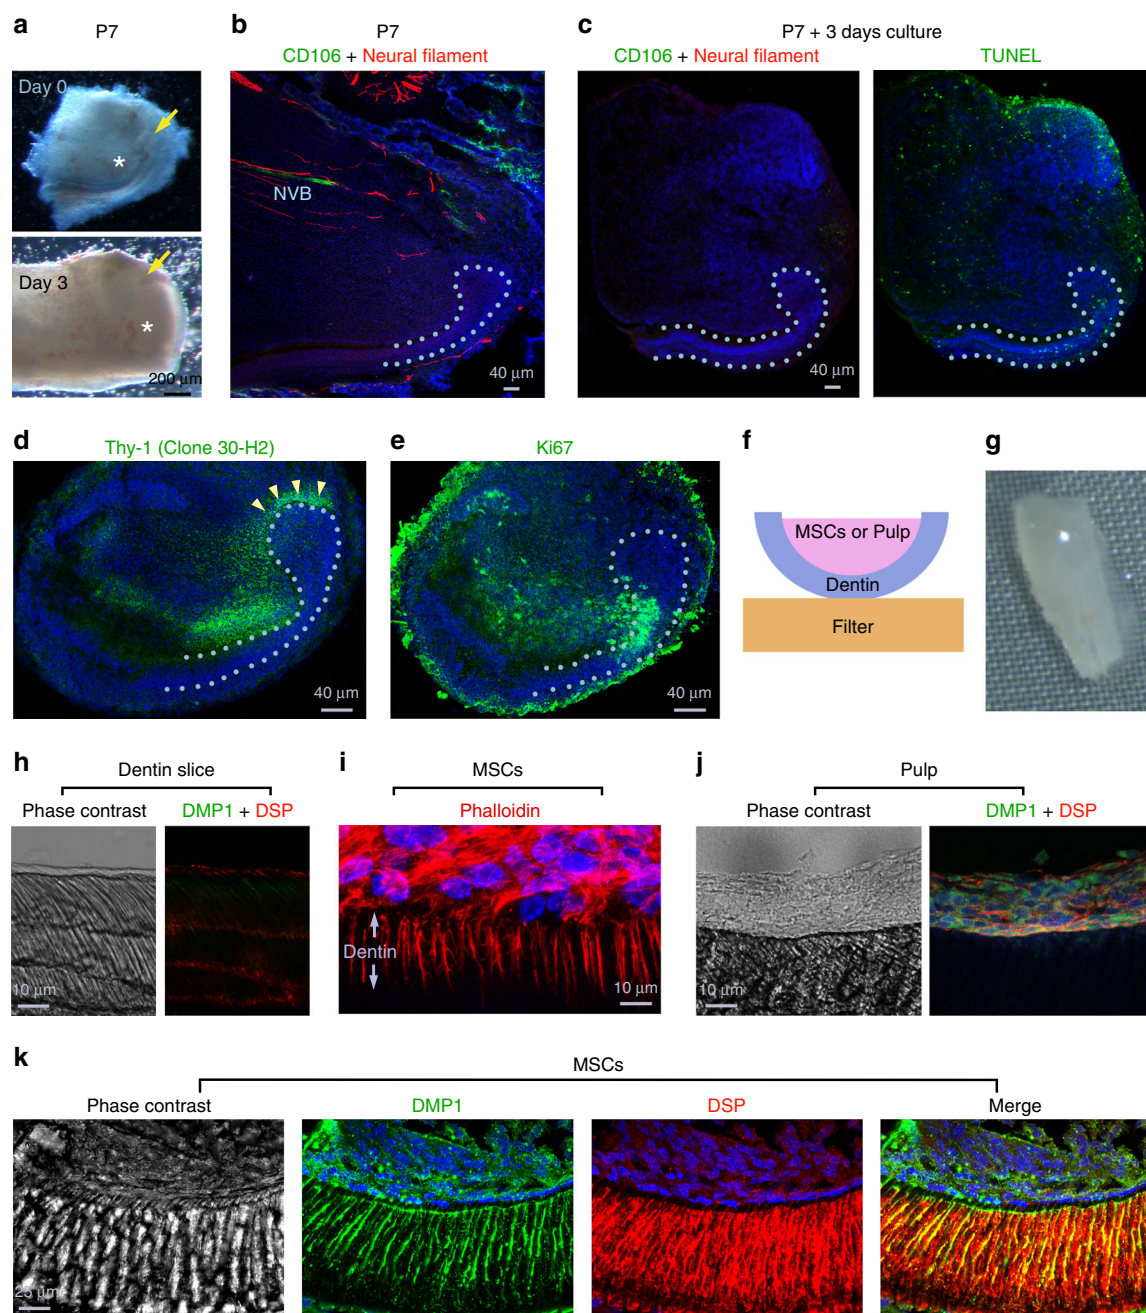 a
P7
Day 0
*
Day 3
*
200 µm
b
P7
CD106 + Neural filament
NVB
40 µm
c
P7 + 3 days culture
CD106 + Neural filament
TUNEL
40 µm
d
Thy-1 (Clone 30-H2)
40 µm
e
Ki67
40 µm
f
MSCs or Pulp
Dentin
Filter
g
h
Dentin slice
Phase contrast
DMP1 + DSP
10 µm
i
MSCs
Phalloidin
Dentin
10 µm
j
Pulp
Phase contrast
DMP1 + DSP
10 µm
k
MSCs
Phase contrast
DMP1
DSP
Merge
25 µm